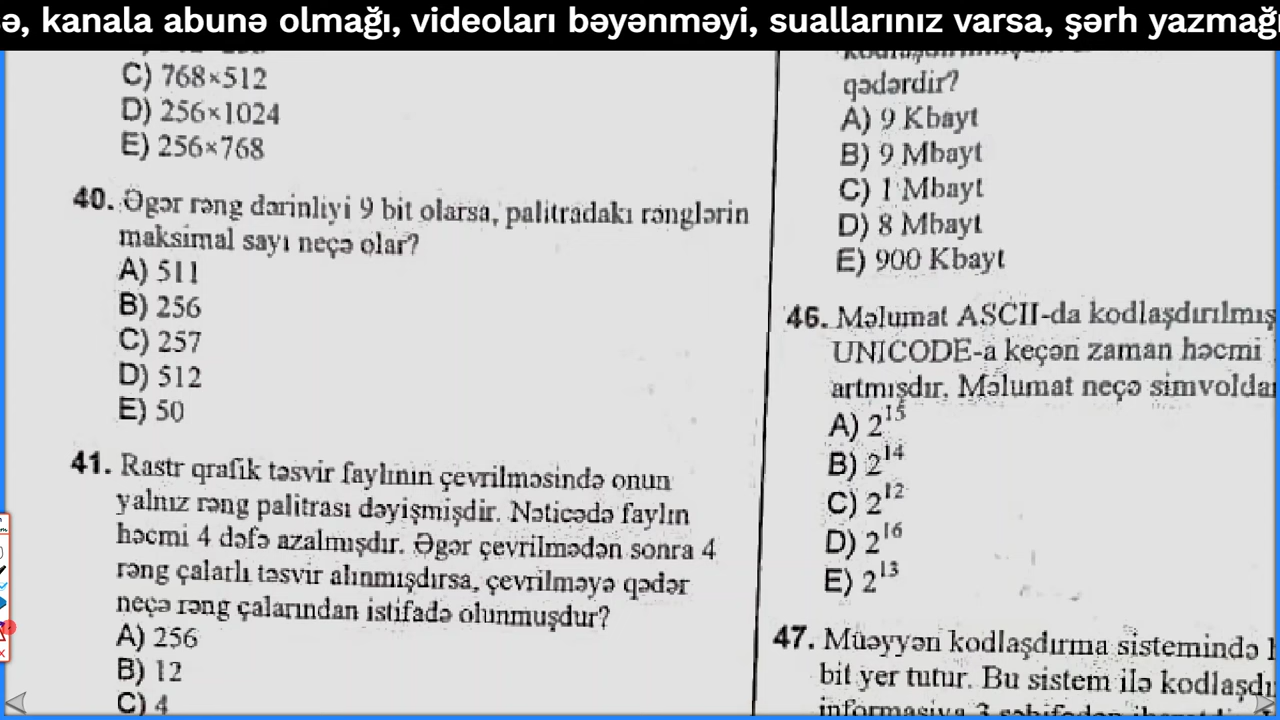 kanala abunə olmağı, videoları bəyənməyi, suallarınız varsa, şərh yazmağı
C) 768×512
D) 256×1024
E) 256×768
40. Əgər rəng dərinliyi 9 bit olarsa, palitradakı rənglərin
maksimal sayı neçə olar?
A) 511
B) 256
C) 257
D) 512
E) 50
41. Rastr qrafik təsvir faylının çevrilməsində onun
yalnız rəng palitrası dəyişmişdir. Nəticədə faylın
həcmi 4 dəfə azalmışdır. Əgər çevrilmədən sonra 4
rəng çalarlı təsvir alınmışdırsa, çevrilməyə qədər
neçə rəng çalarından istifadə olunmuşdur?
A) 256
B) 12
C) 4
qədərdir?
A) 9 Kbayt
B) 9 Mbayt
C) 1 Mbayt
D) 8 Mbayt
E) 900 Kbayt
46. Məlumat ASCII-da kodlaşdırılmış
UNICODE-a keçən zaman həcmi
artmışdır. Məlumat neçə simvoldan
A) 2^15
B) 2^14
C) 2^12
D) 2^16
E) 2^13
47. Müəyyən kodlaşdırma sistemində
bit yer tutur. Bu sistem ilə kodlaşdı
informasiya 3 səhifədən ibarətdir.